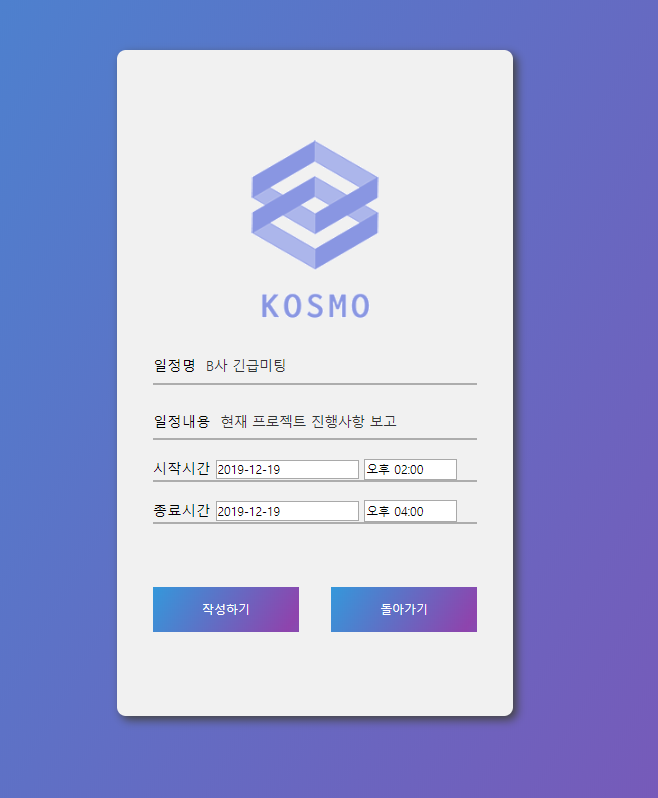 KOSMO
일정명 B사 긴급미팅
일정내용 현재 프로젝트 진행사항 보고
시작시간 2019-12-19 오후 02:00
종료시간 2019-12-19 오후 04:00
작성하기 돌아가기